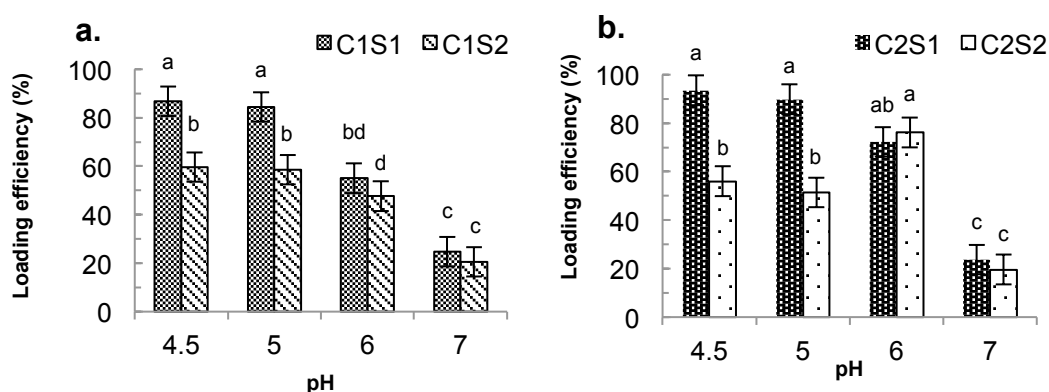 a.
C1S1 C1S2
Loading efficiency (%)
100
80
60
40
20
0
a
b
a
b
bd
d
c
c
4.5 5 6 7
pH
b.
C2S1 C2S2
Loading efficiency (%)
100
80
60
40
20
0
a
b
a
b
ab
a
c
c
4.5 5 6 7
pH